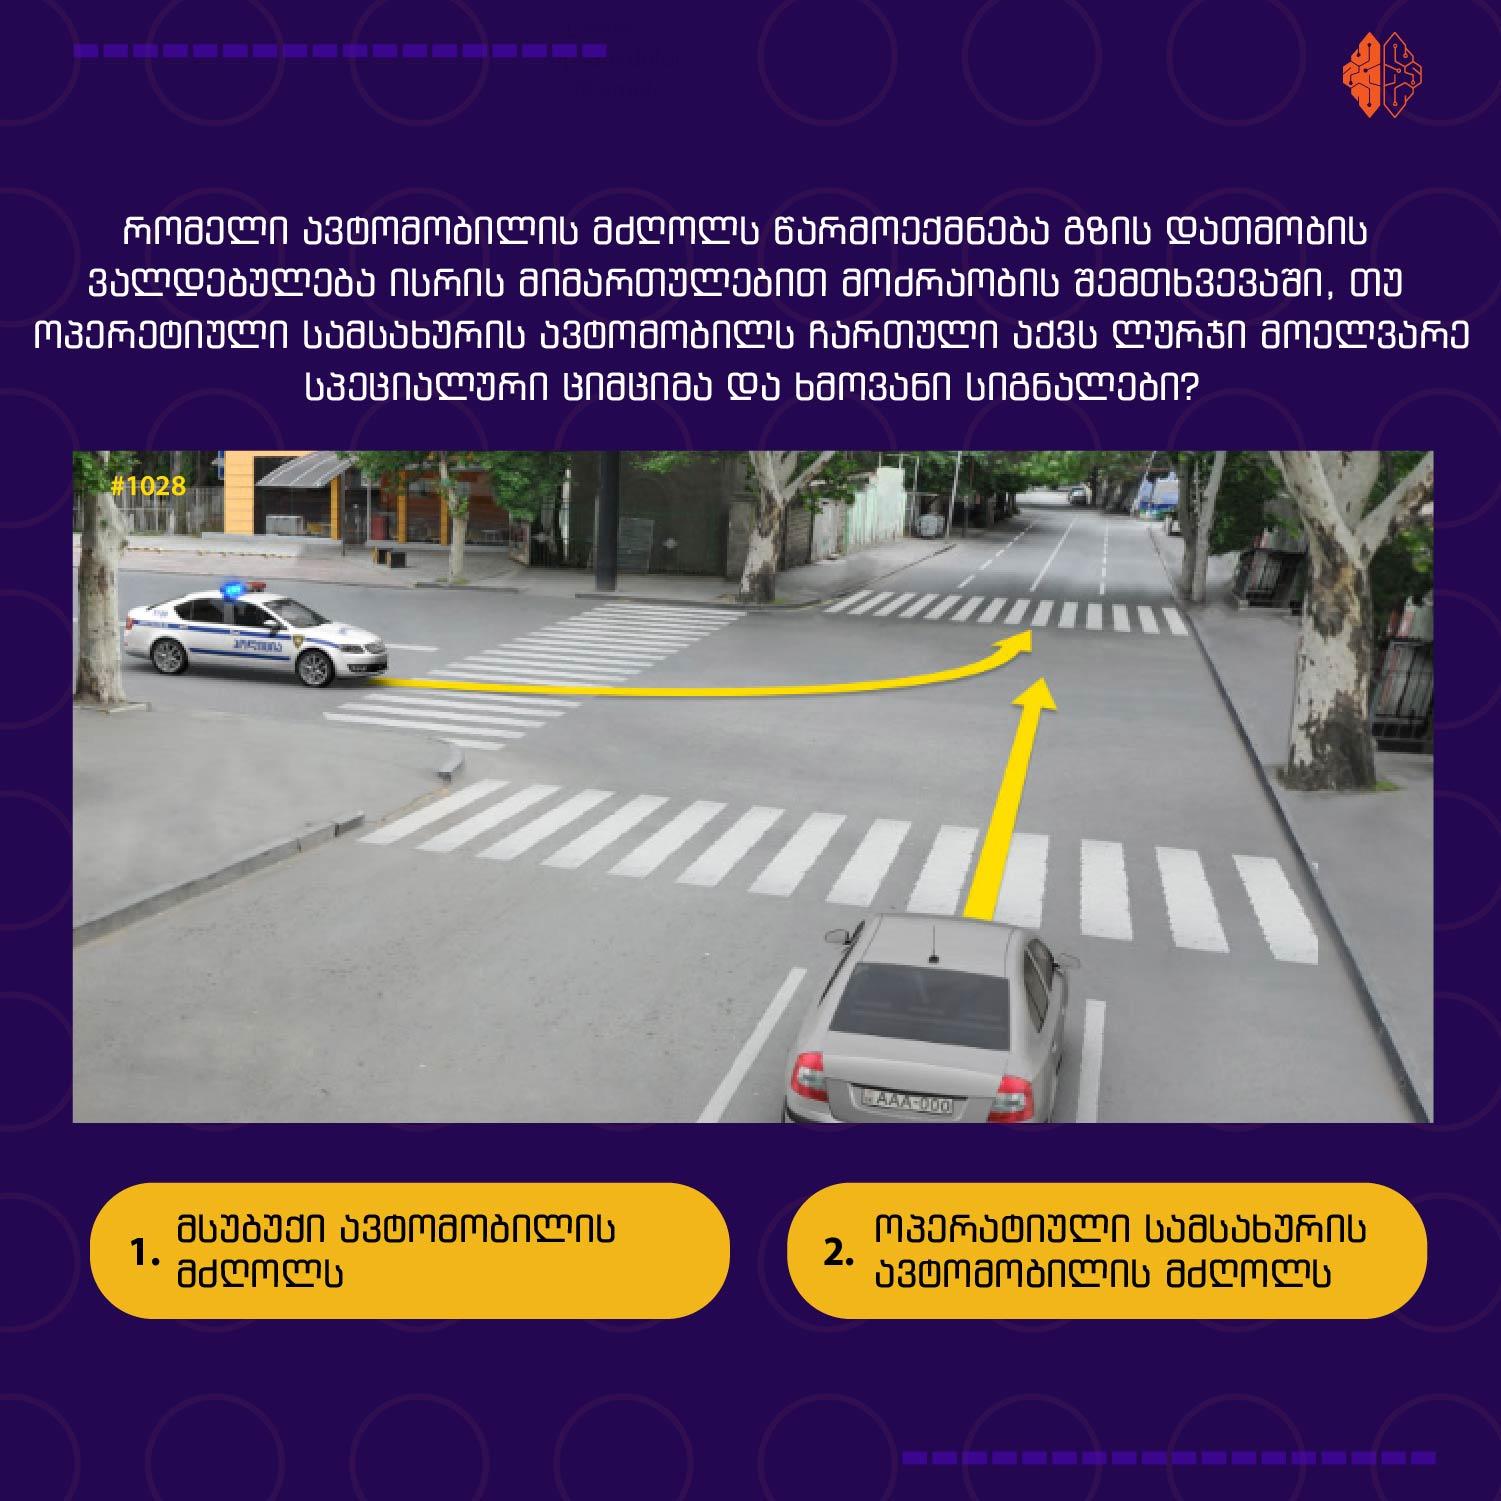 რომელი ავტომობილის მძღოლს წარმოექმნება გზის დათმობის
ვალდებულება ისრის მიმართულებით მოძრაობის შემთხვევაში, თუ
ოპერეტიული სამსახურის ავტომობილს ჩართული აქვს ლურჯი მოელვარე
სპეციალური ციმციმა და ხმოვანი სიგნალები?
#1028
პოლიცია
AAA-000
1. მსუბუქი ავტომობილის
მძღოლს
2. ოპერატიული სამსახურის
ავტომობილის მძღოლს